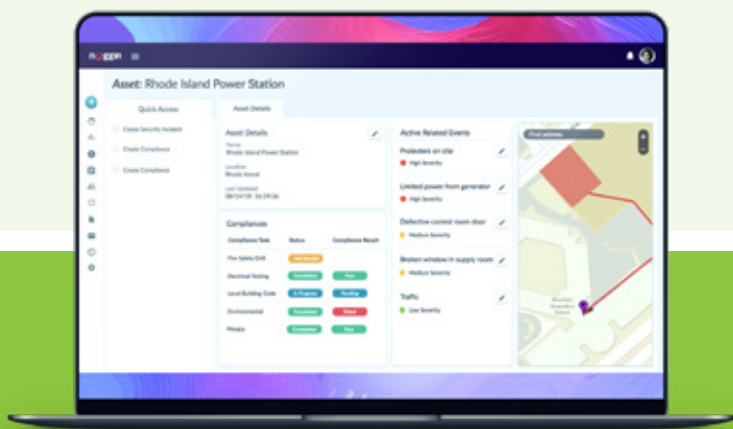 Asset: Rhode Island Power Station
Quick Access
Asset Details
Create Security Incident
Create Compliance
Create Compliance
Asset Details
Name
Rhode Island Power Station
Location
Rhode Island
Last Updated
Compliances
Compliance Task Status Compliance Result
Fire Safety Drill
Electrical Testing Completed Pass
Local Building Code In Progress Pending
Environmental Completed Failed
Privacy Completed Pass
Active Related Events
Protesters on site
High Severity
Limited power from generator
High Severity
Defective control room door
Medium Severity
Broken window in supply room
Medium Severity
Traffic
Low Severity
Find address